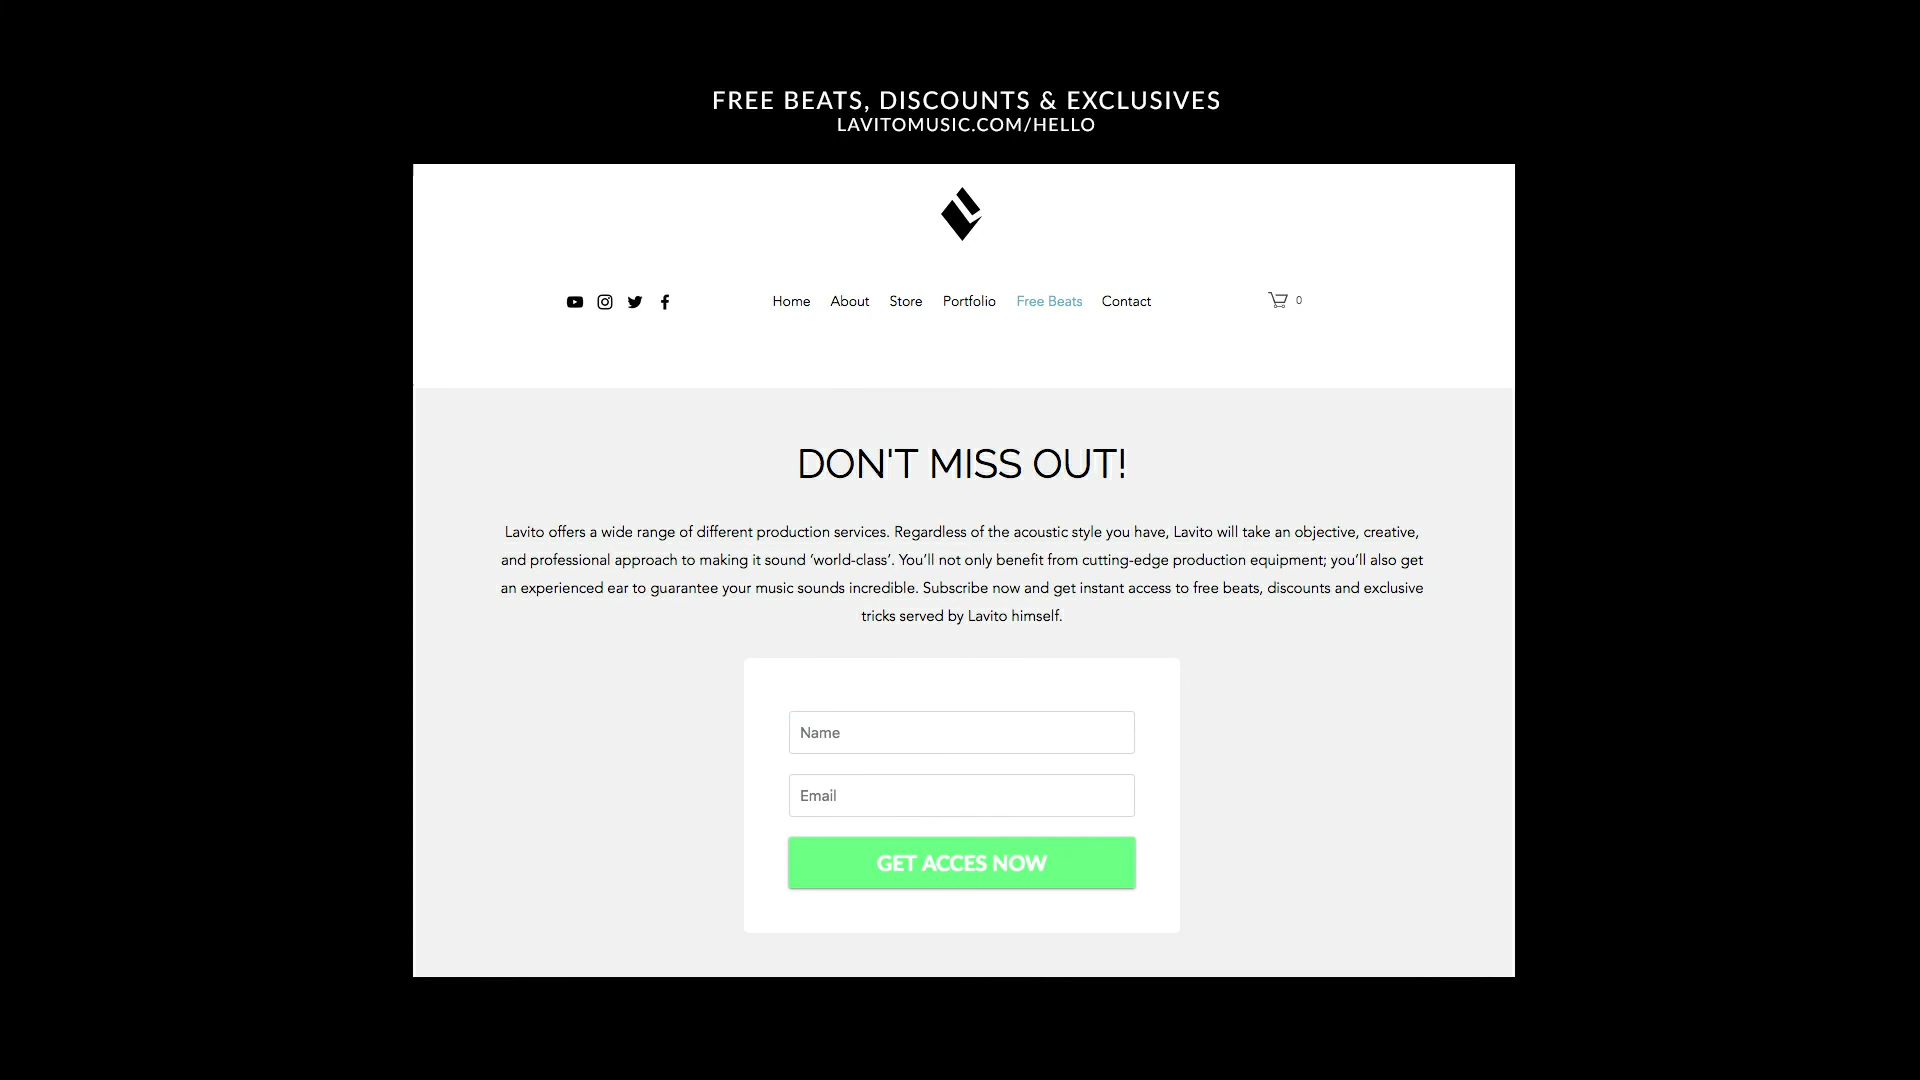 FREE BEATS, DISCOUNTS & EXCLUSIVES
LAVITOMUSIC.COM/HELLO
Home About Store Portfolio Free Beats Contact 0
DON'T MISS OUT!
Lavito offers a wide range of different production services. Regardless of the acoustic style you have, Lavito will take an objective, creative,
and professional approach to making it sound ‘world-class’. You’ll not only benefit from cutting-edge production equipment; you’ll also get
an experienced ear to guarantee your music sounds incredible. Subscribe now and get instant access to free beats, discounts and exclusive
tricks served by Lavito himself.
Name
Email
GET ACCES NOW